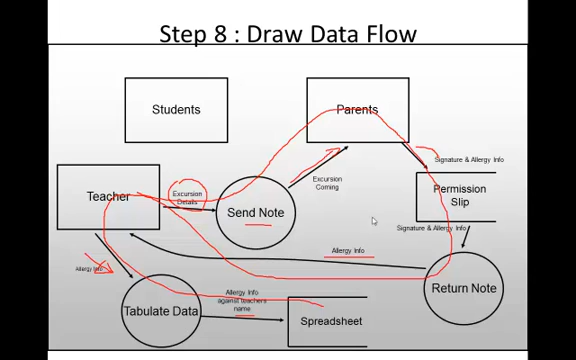 Step 8 : Draw Data Flow
Students
Parents
Signature & Allergy Info
Teacher
Excursion
Details
Excursion
Coming
Permission
Slip
Send Note
Signature & Allergy Info
Allergy Info
Allergy Info
Return Note
Tabulate Data
Allergy Info
against teachers
name
Spreadsheet